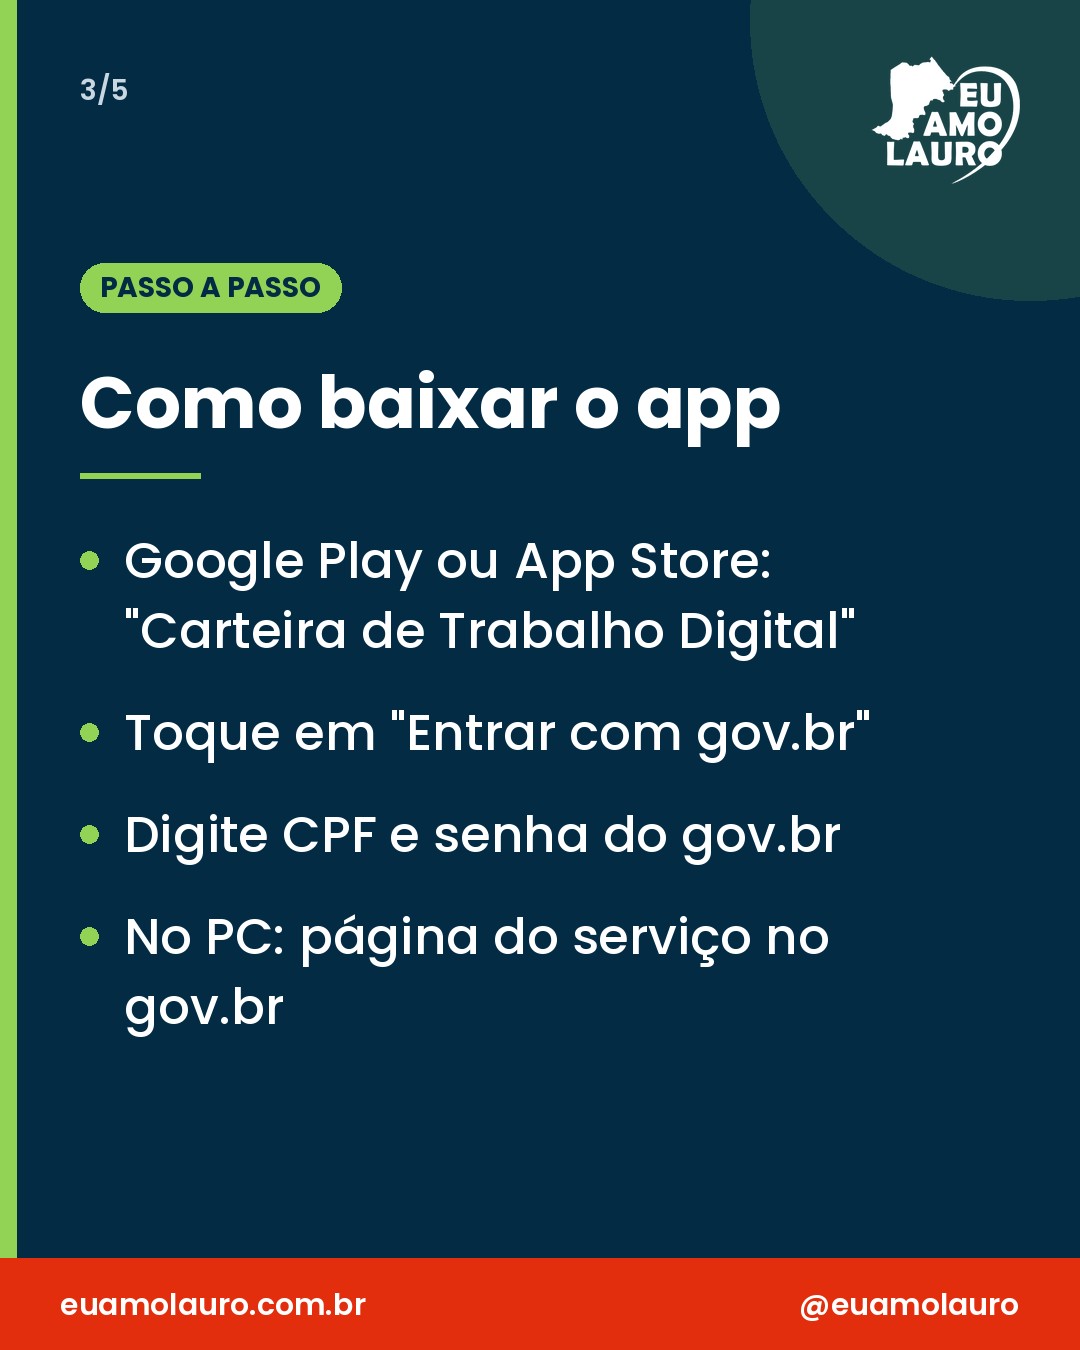 3/5
EU
AMO
LAURO
PASSO A PASSO
Como baixar o app
Google Play ou App Store:
"Carteira de Trabalho Digital"
Toque em "Entrar com gov.br"
Digite CPF e senha do gov.br
No PC: página do serviço no
gov.br
euamolauro.com.br
@euamolauro